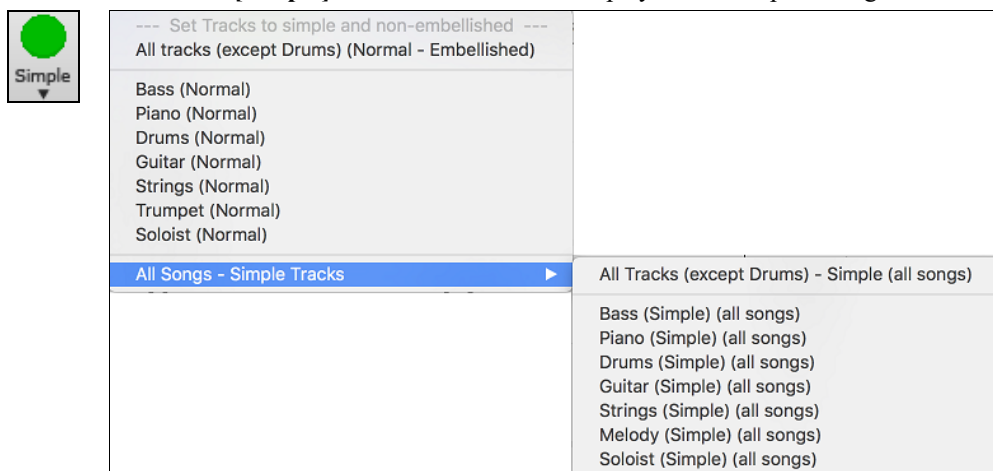 Simple
--- Set Tracks to simple and non-embellished ---
All tracks (except Drums) (Normal - Embellished)
Bass (Normal)
Piano (Normal)
Drums (Normal)
Guitar (Normal)
Strings (Normal)
Trumpet (Normal)
Soloist (Normal)
All Songs - Simple Tracks
All Tracks (except Drums) - Simple (all songs)
Bass (Simple) (all songs)
Piano (Simple) (all songs)
Drums (Simple) (all songs)
Guitar (Simple) (all songs)
Strings (Simple) (all songs)
Melody (Simple) (all songs)
Soloist (Simple) (all songs)